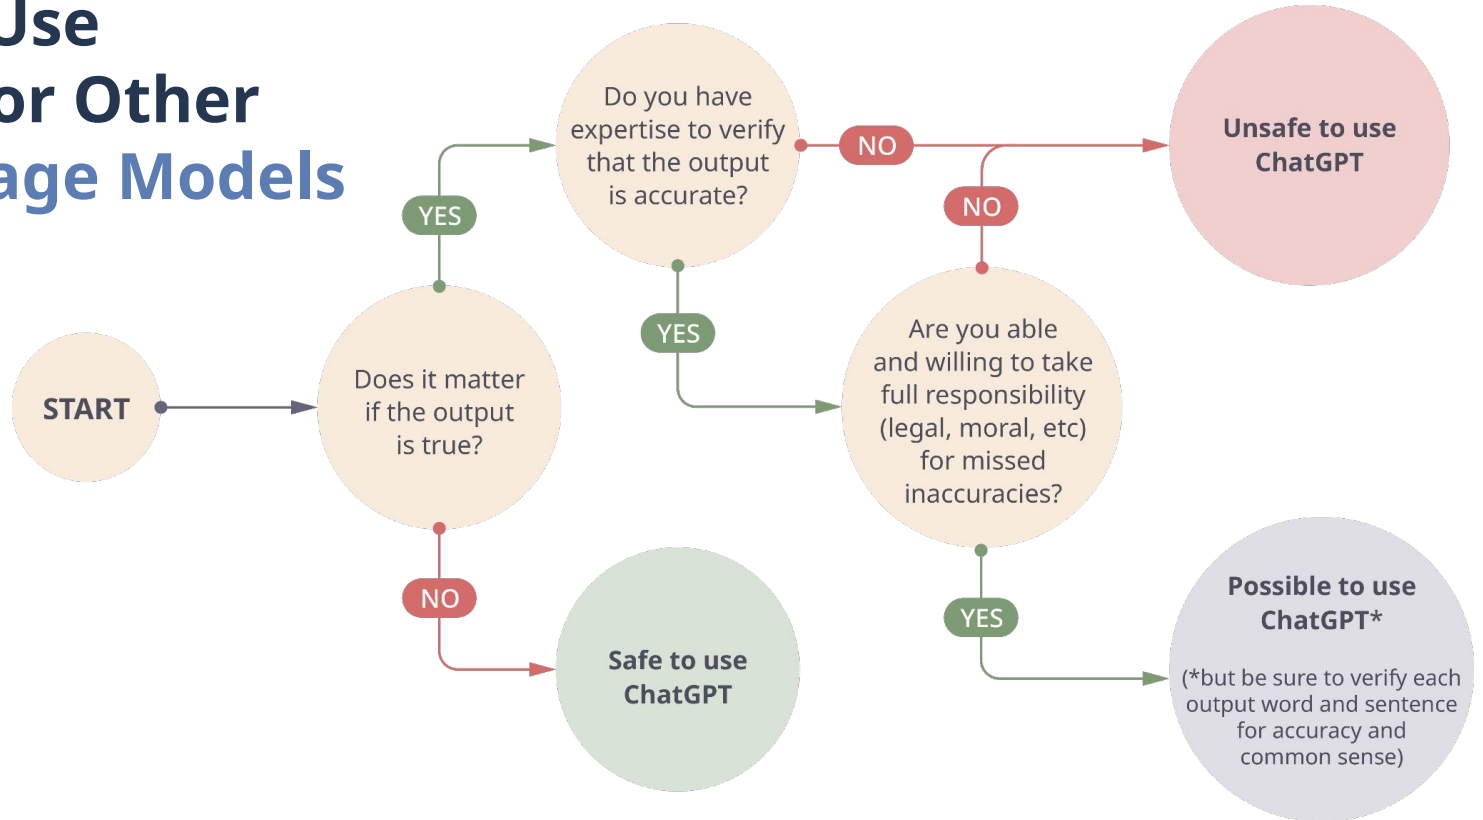 Use
or Other
age Models
START
Does it matter
if the output
is true?
YES
NO
Do you have
expertise to verify
that the output
is accurate?
NO
YES
Safe to use
ChatGPT
Are you able
and willing to take
full responsibility
(legal, moral, etc)
for missed
inaccuracies?
NO
YES
Unsafe to use
ChatGPT
Possible to use
ChatGPT*
(*but be sure to verify each
output word and sentence
for accuracy and
common sense)